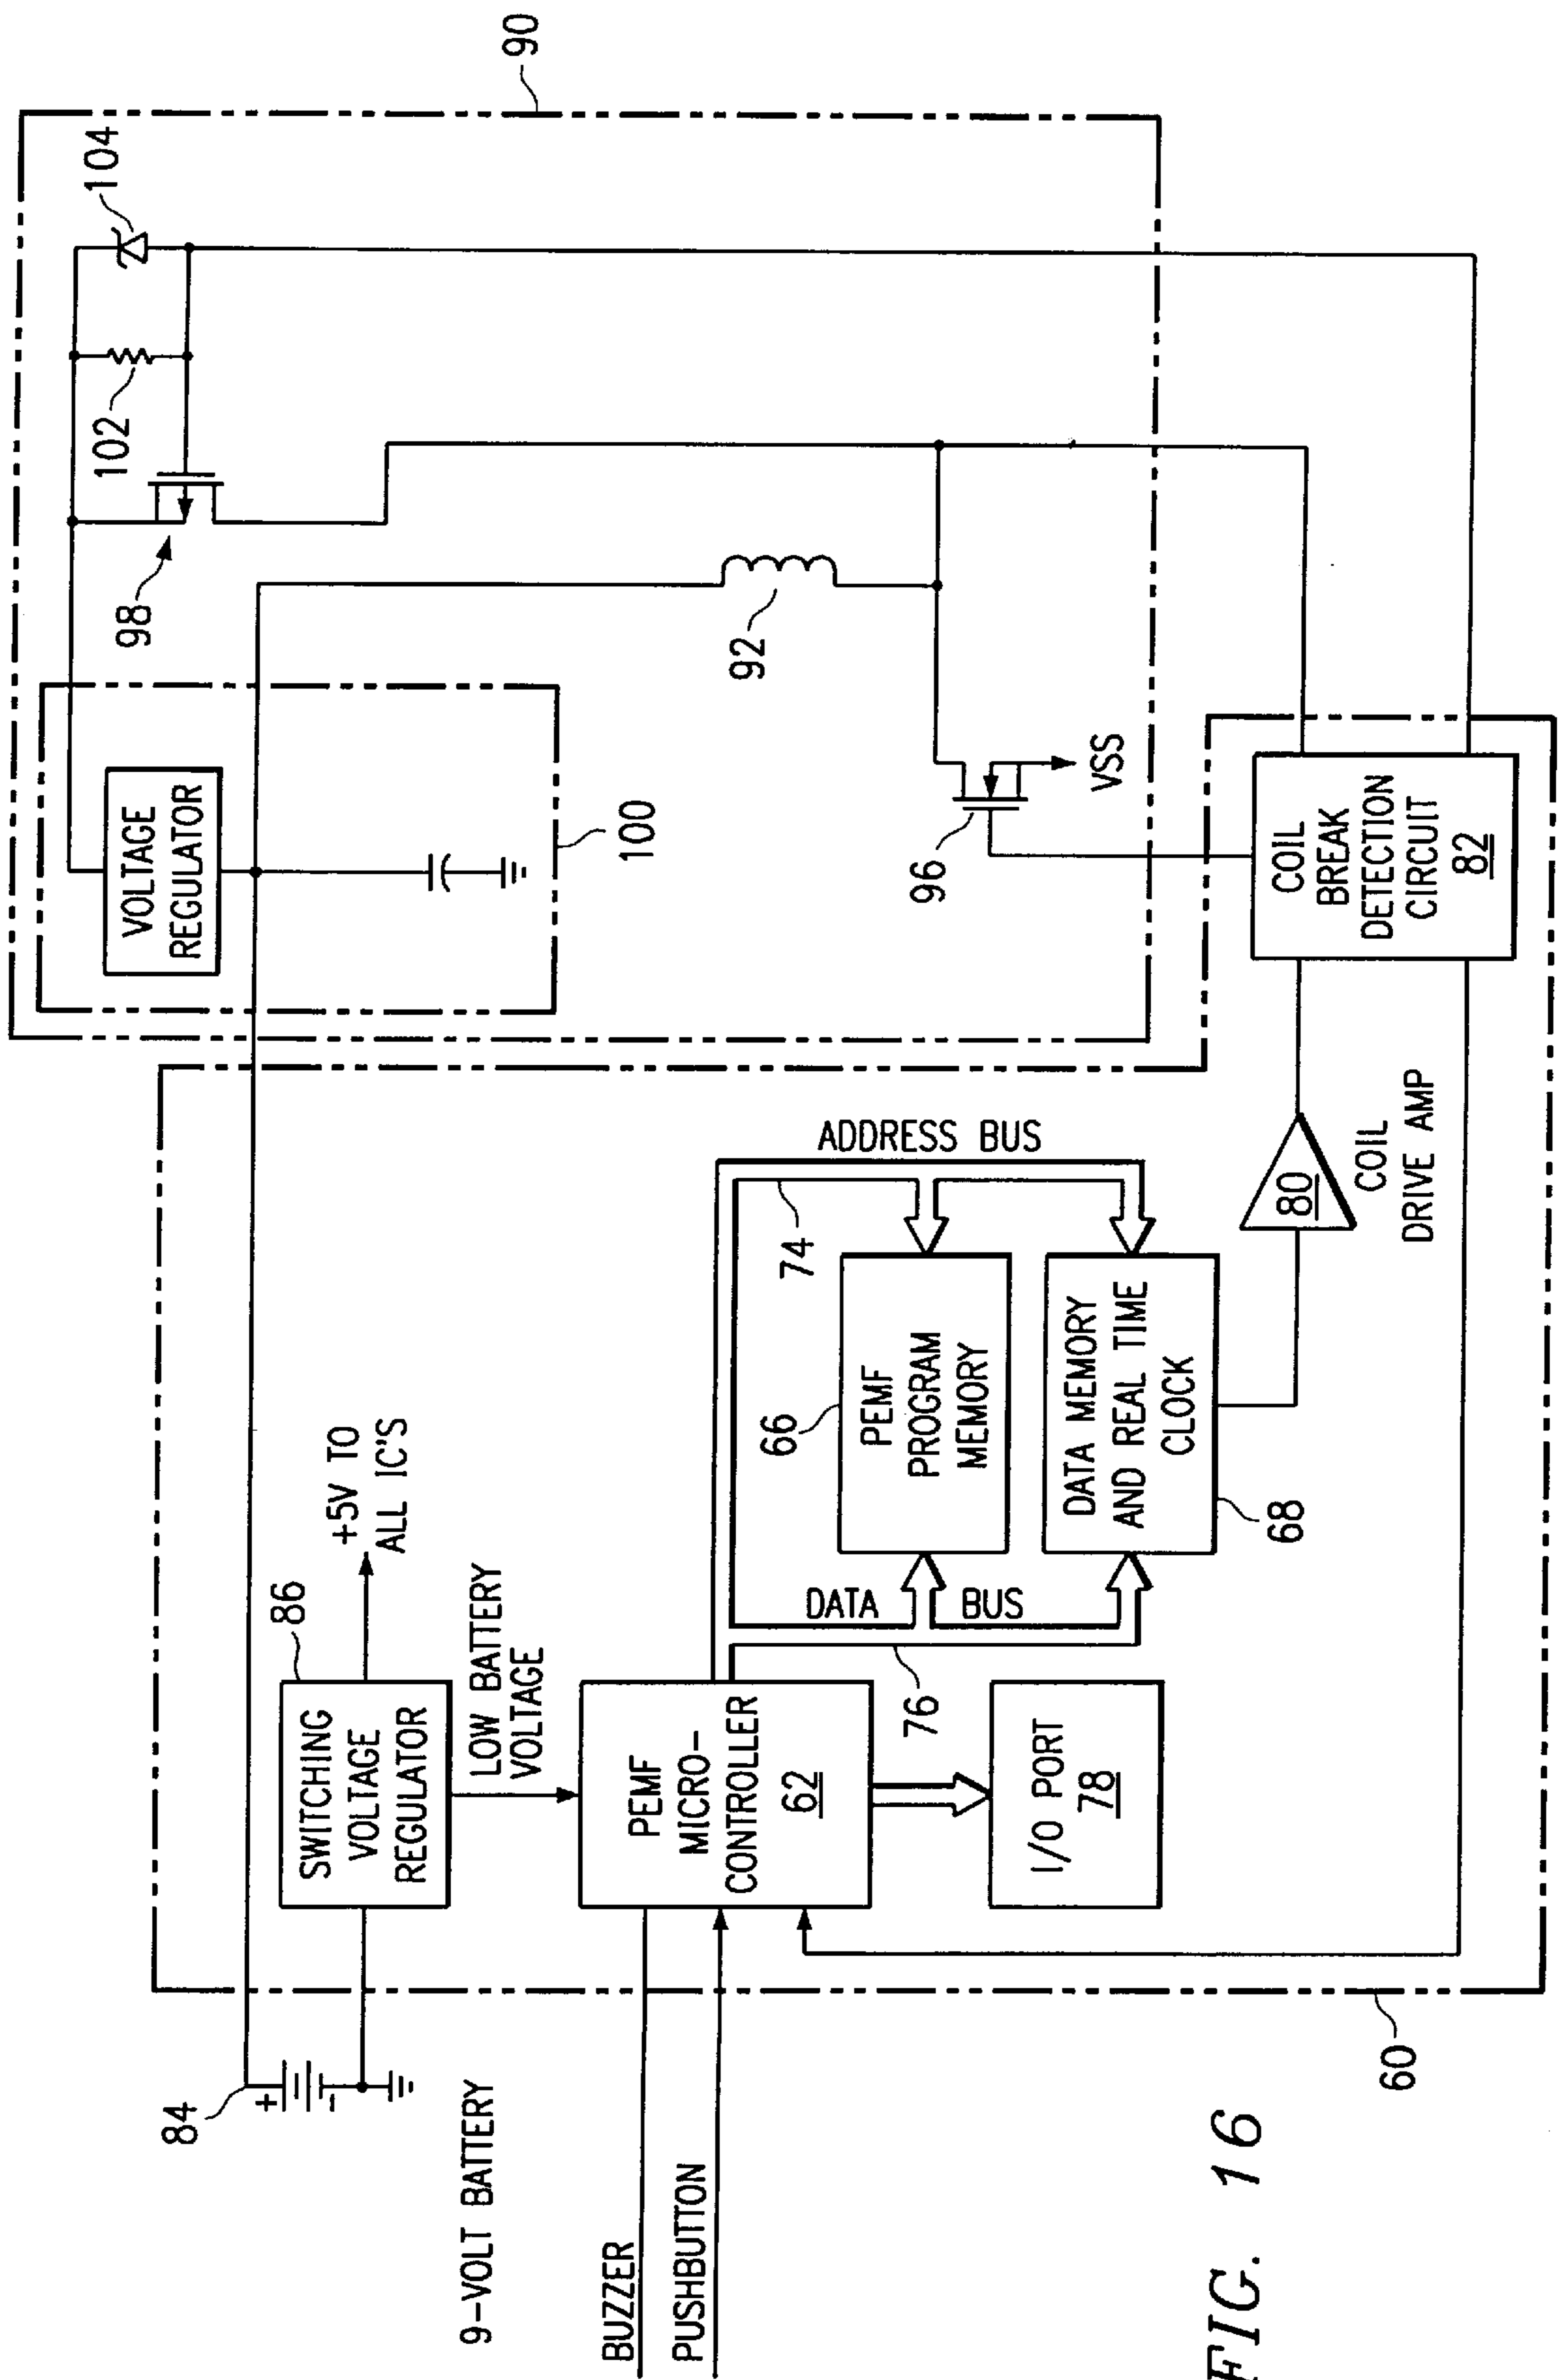 90
104
102
98
VOLTAGE
REGULATOR
100
92
96
VSS
COIL
BREAK
DETECTION
CIRCUIT
82
84
+
-
9-VOLT BATTERY
86
SWITCHING
VOLTAGE
REGULATOR
+5V TO
ALL IC'S
LOW BATTERY
VOLTAGE
BUZZER
PUSHBUTTON
PEMF
MICRO-
CONTROLLER
62
ADDRESS BUS
74
66
PEMF
PROGRAM
MEMORY
DATA BUS
76
DATA MEMORY
AND REAL TIME
CLOCK
68
I/O PORT
78
80
COIL
DRIVE AMP
60
FIG. 16